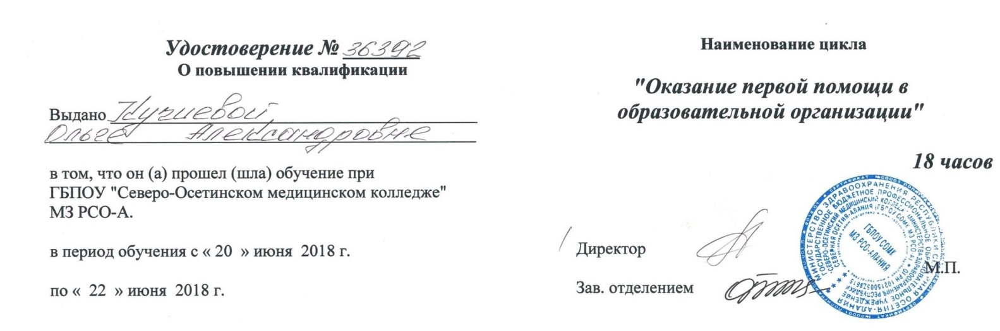 Удостоверение № 36392
О повышении квалификации
Выдано Кучиевой
Ольге Александровне
в том, что он (а) прошел (шла) обучение при
ГБПОУ "Северо-Осетинском медицинском колледже"
МЗ РСО-А.
в период обучения с « 20 » июня 2018 г.
по « 22 » июня 2018 г.
Наименование цикла
"Оказание первой помощи в
образовательной организации"
18 часов
Директор
Зав. отделением
М.П.
ГБПОУ СОМК
МЗ РСО-АЛАНИЯ